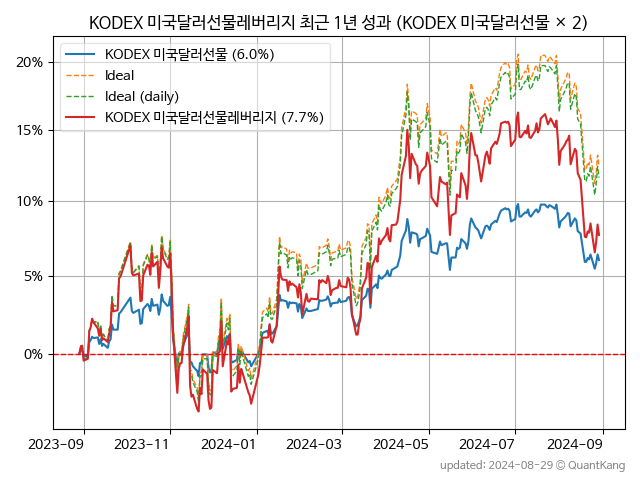 KODEX 미국달러선물레버리지 최근 1년 성과 (KODEX 미국달러선물 × 2)
KODEX 미국달러선물 (6.0%)
Ideal
Ideal (daily)
KODEX 미국달러선물레버리지 (7.7%)
20%
15%
10%
5%
0%
2023-09
2023-11
2024-01
2024-03
2024-05
2024-07
2024-09
updated: 2024-08-29 ⓒ QuantKang